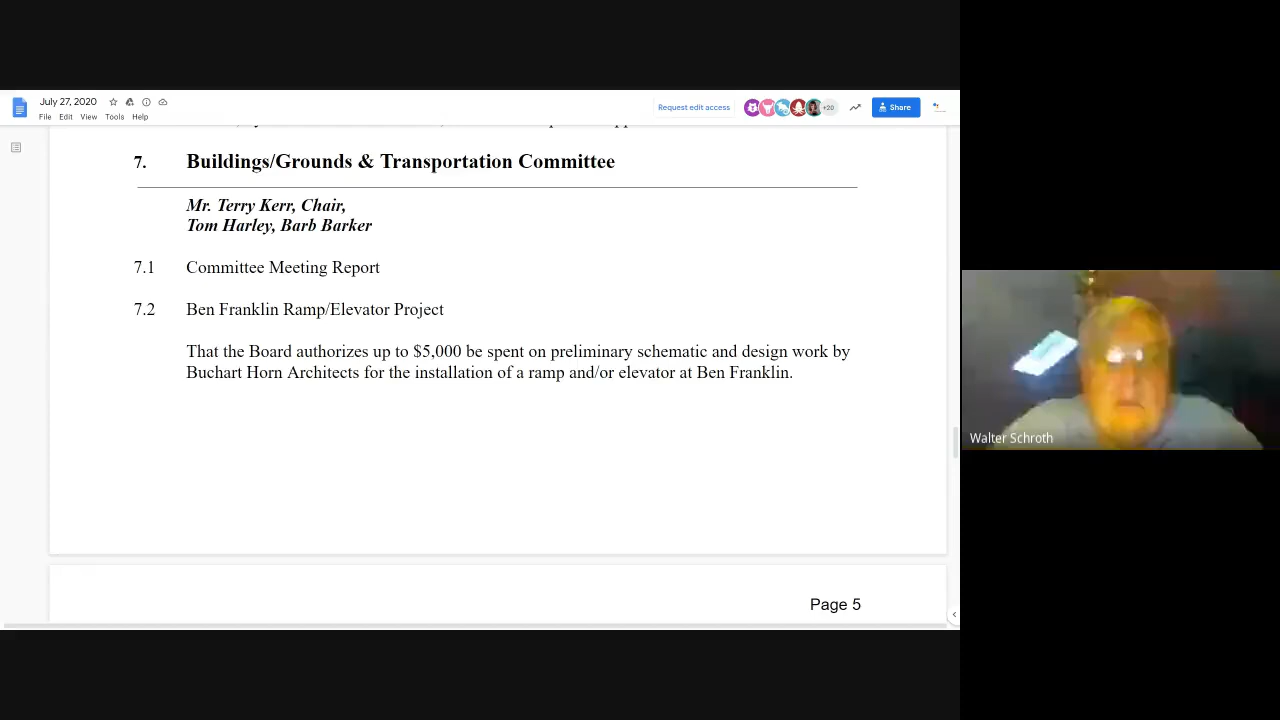 July 27, 2020
File Edit View Tools Help
Request edit access
+20
Share
7. Buildings/Grounds & Transportation Committee
Mr. Terry Kerr, Chair,
Tom Harley, Barb Barker
7.1 Committee Meeting Report
7.2 Ben Franklin Ramp/Elevator Project
That the Board authorizes up to $5,000 be spent on preliminary schematic and design work by
Buchart Horn Architects for the installation of a ramp and/or elevator at Ben Franklin.
Walter Schroth
Page 5